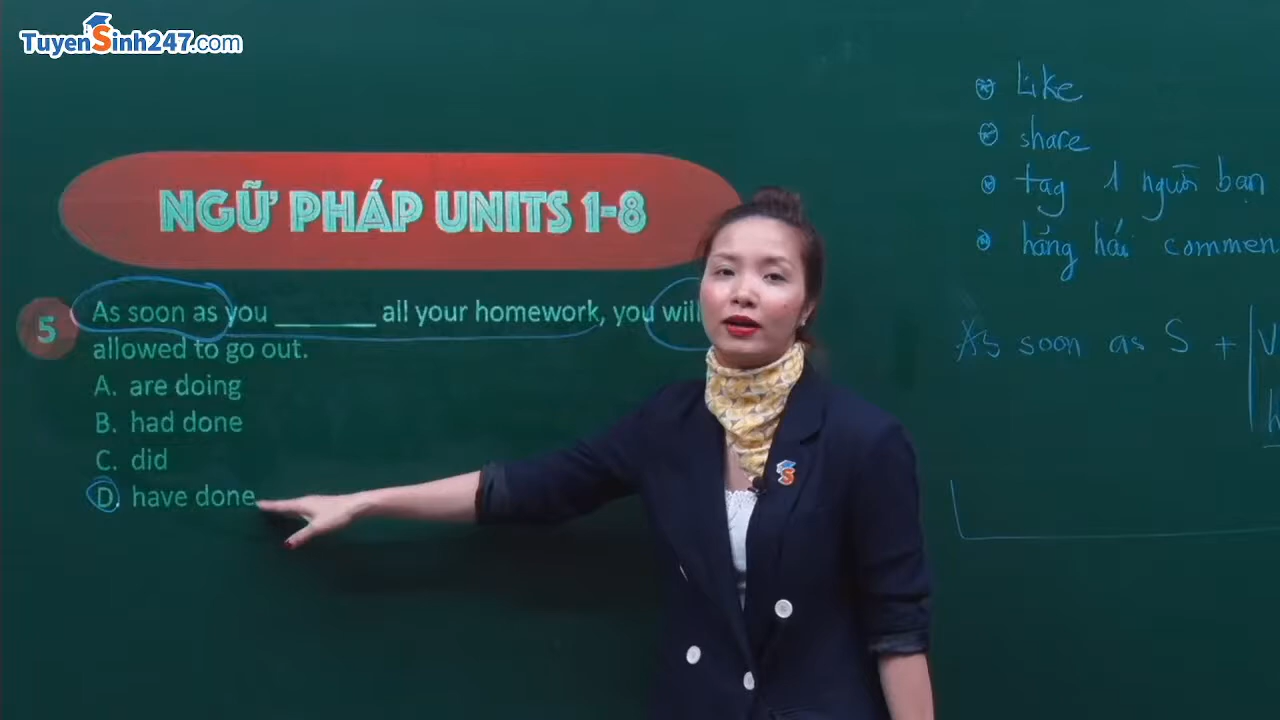 TuyenSinh247.com
NGỮ PHÁP UNITS 1-8
5
As soon as you ________ all your homework, you will
allowed to go out.
A. are doing
B. had done
C. did
D. have done
Like
share
tag 1 người bạn
hăng hái commen
As soon as S + V